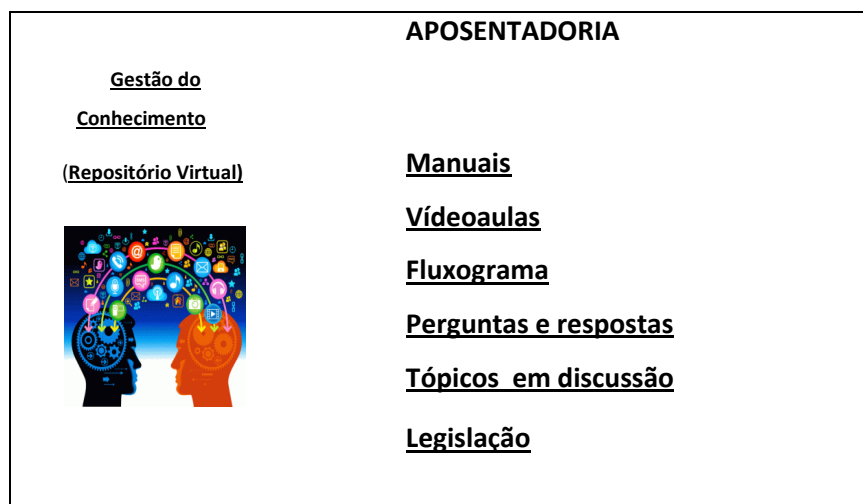 APOSENTADORIA
Gestão do
Conhecimento
(Repositório Virtual)
Manuais
Vídeoaulas
Fluxograma
Perguntas e respostas
Tópicos  em discussão
Legislação